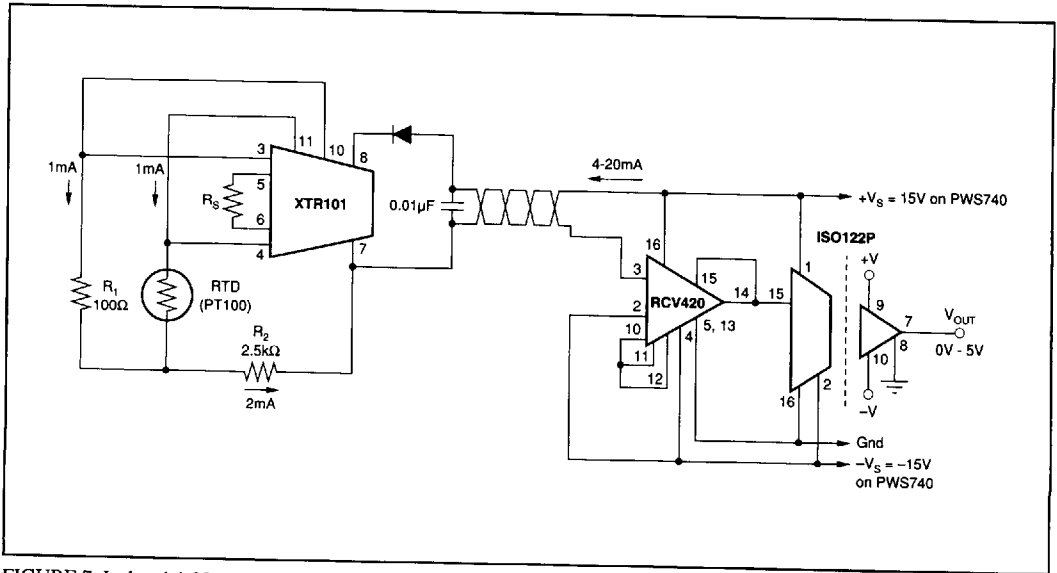 1mA
1mA
3
5
6
4
11
10
8
7
R_S
XTR101
R1
100Ω
RTD
(PT100)
R2
2.5kΩ
2mA
0.01µF
4-20mA
+V_S = 15V on PWS740
ISO122P
16
3
2
10
11
12
15
14
RCV420
4
5, 13
15
1
16
2
+V
9
7
8
10
–V
V_OUT
0V - 5V
Gnd
–V_S = –15V
on PWS740